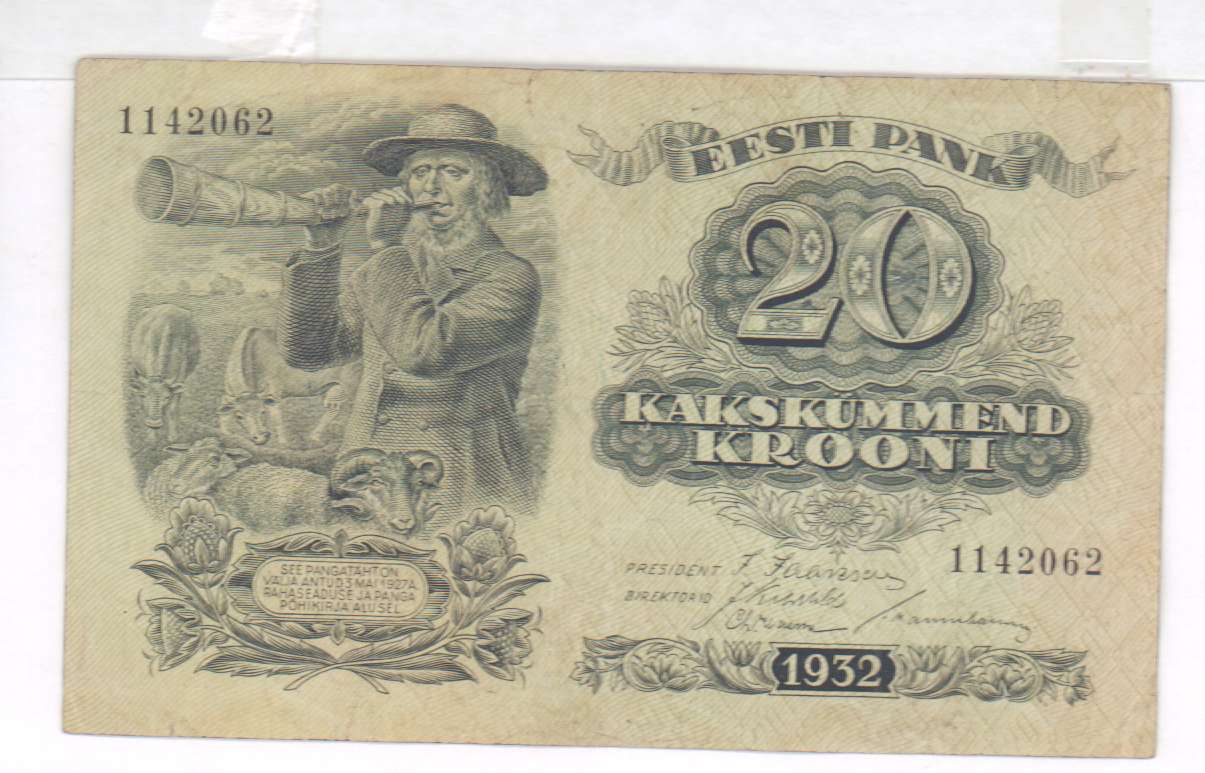 1142062
EESTI PANK
20
KAKSKÜMMEND
KROONI
SEE PANGATÄHT ON
VÄLJA ANTUD 3 MAI 1927 A.
RAHASEADUSE JA PANGA
PÕHIKIRJA ALUSEL
1142062
PRESIDENT
DIREKTORID
1932